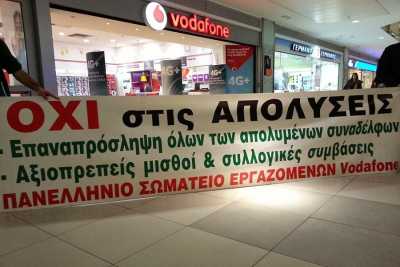 vodafone
4G+
4G+
ΓΕΡΜΑΝΟΣ
ΟΧΙ στις ΑΠΟΛΥΣΕΙΣ
- Επαναπρόσληψη όλων των απολυμένων συναδέλφων
- Αξιοπρεπείς μισθοί & συλλογικές συμβάσεις
ΠΑΝΕΛΛΗΝΙΟ ΣΩΜΑΤΕΙΟ ΕΡΓΑΖΟΜΕΝΩΝ Vodafone